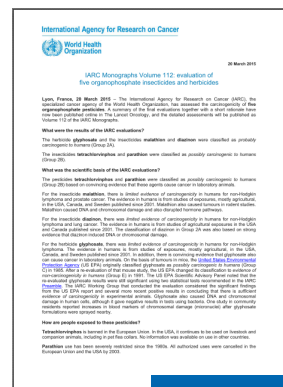 International Agency for Research on Cancer
World Health
Organization
20 March 2015
IARC Monographs Volume 112: evaluation of
five organophosphate insecticides and herbicides
Lyon, France, 20 March 2015 – The International Agency for Research on Cancer (IARC), the
specialized cancer agency of the World Health Organization, has assessed the carcinogenicity of five
organophosphate pesticides. A summary of the final evaluations together with a short rationale have
now been published online in The Lancet Oncology, and the detailed assessments will be published as
Volume 112 of the IARC Monographs.
What were the results of the IARC evaluations?
The herbicide glyphosate and the insecticides malathion and diazinon were classified as probably
carcinogenic to humans (Group 2A).
The insecticides tetrachlorvinphos and parathion were classified as possibly carcinogenic to humans
(Group 2B).
What was the scientific basis of the IARC evaluations?
The pesticides tetrachlorvinphos and parathion were classified as possibly carcinogenic to humans
(Group 2B) based on convincing evidence that these agents cause cancer in laboratory animals.
For the insecticide malathion, there is limited evidence of carcinogenicity in humans for non-Hodgkin
lymphoma and prostate cancer. The evidence in humans is from studies of exposures, mostly agricultural,
in the USA, Canada, and Sweden published since 2001. Malathion also caused tumours in rodent studies.
Malathion caused DNA and chromosomal damage and also disrupted hormone pathways.
For the insecticide diazinon, there was limited evidence of carcinogenicity in humans for non-Hodgkin
lymphoma and lung cancer. The evidence in humans is from studies of agricultural exposures in the USA
and Canada published since 2001. The classification of diazinon in Group 2A was also based on strong
evidence that diazinon induced DNA or chromosomal damage.
For the herbicide glyphosate, there was limited evidence of carcinogenicity in humans for non-Hodgkin
lymphoma. The evidence in humans is from studies of exposures, mostly agricultural, in the USA,
Canada, and Sweden published since 2001. In addition, there is convincing evidence that glyphosate also
can cause cancer in laboratory animals. On the basis of tumours in mice, the United States Environmental
Protection Agency (US EPA) originally classified glyphosate as possibly carcinogenic to humans (Group
C) in 1985. After a re-evaluation of that mouse study, the US EPA changed its classification to evidence of
non-carcinogenicity in humans (Group E) in 1991. The US EPA Scientific Advisory Panel noted that the
re-evaluated glyphosate results were still significant using two statistical tests recommended in the IARC
Preamble. The IARC Working Group that conducted the evaluation considered the significant findings
from the US EPA report and several more recent positive results in concluding that there is sufficient
evidence of carcinogenicity in experimental animals. Glyphosate also caused DNA and chromosomal
damage in human cells, although it gave negative results in tests using bacteria. One study in community
residents reported increases in blood markers of chromosomal damage (micronuclei) after glyphosate
formulations were sprayed nearby.
How are people exposed to these pesticides?
Tetrachlorvinphos is banned in the European Union. In the USA, it continues to be used on livestock and
companion animals, including in pet flea collars. No information was available on use in other countries.
Parathion use has been severely restricted since the 1980s. All authorized uses were cancelled in the
European Union and the USA by 2003.